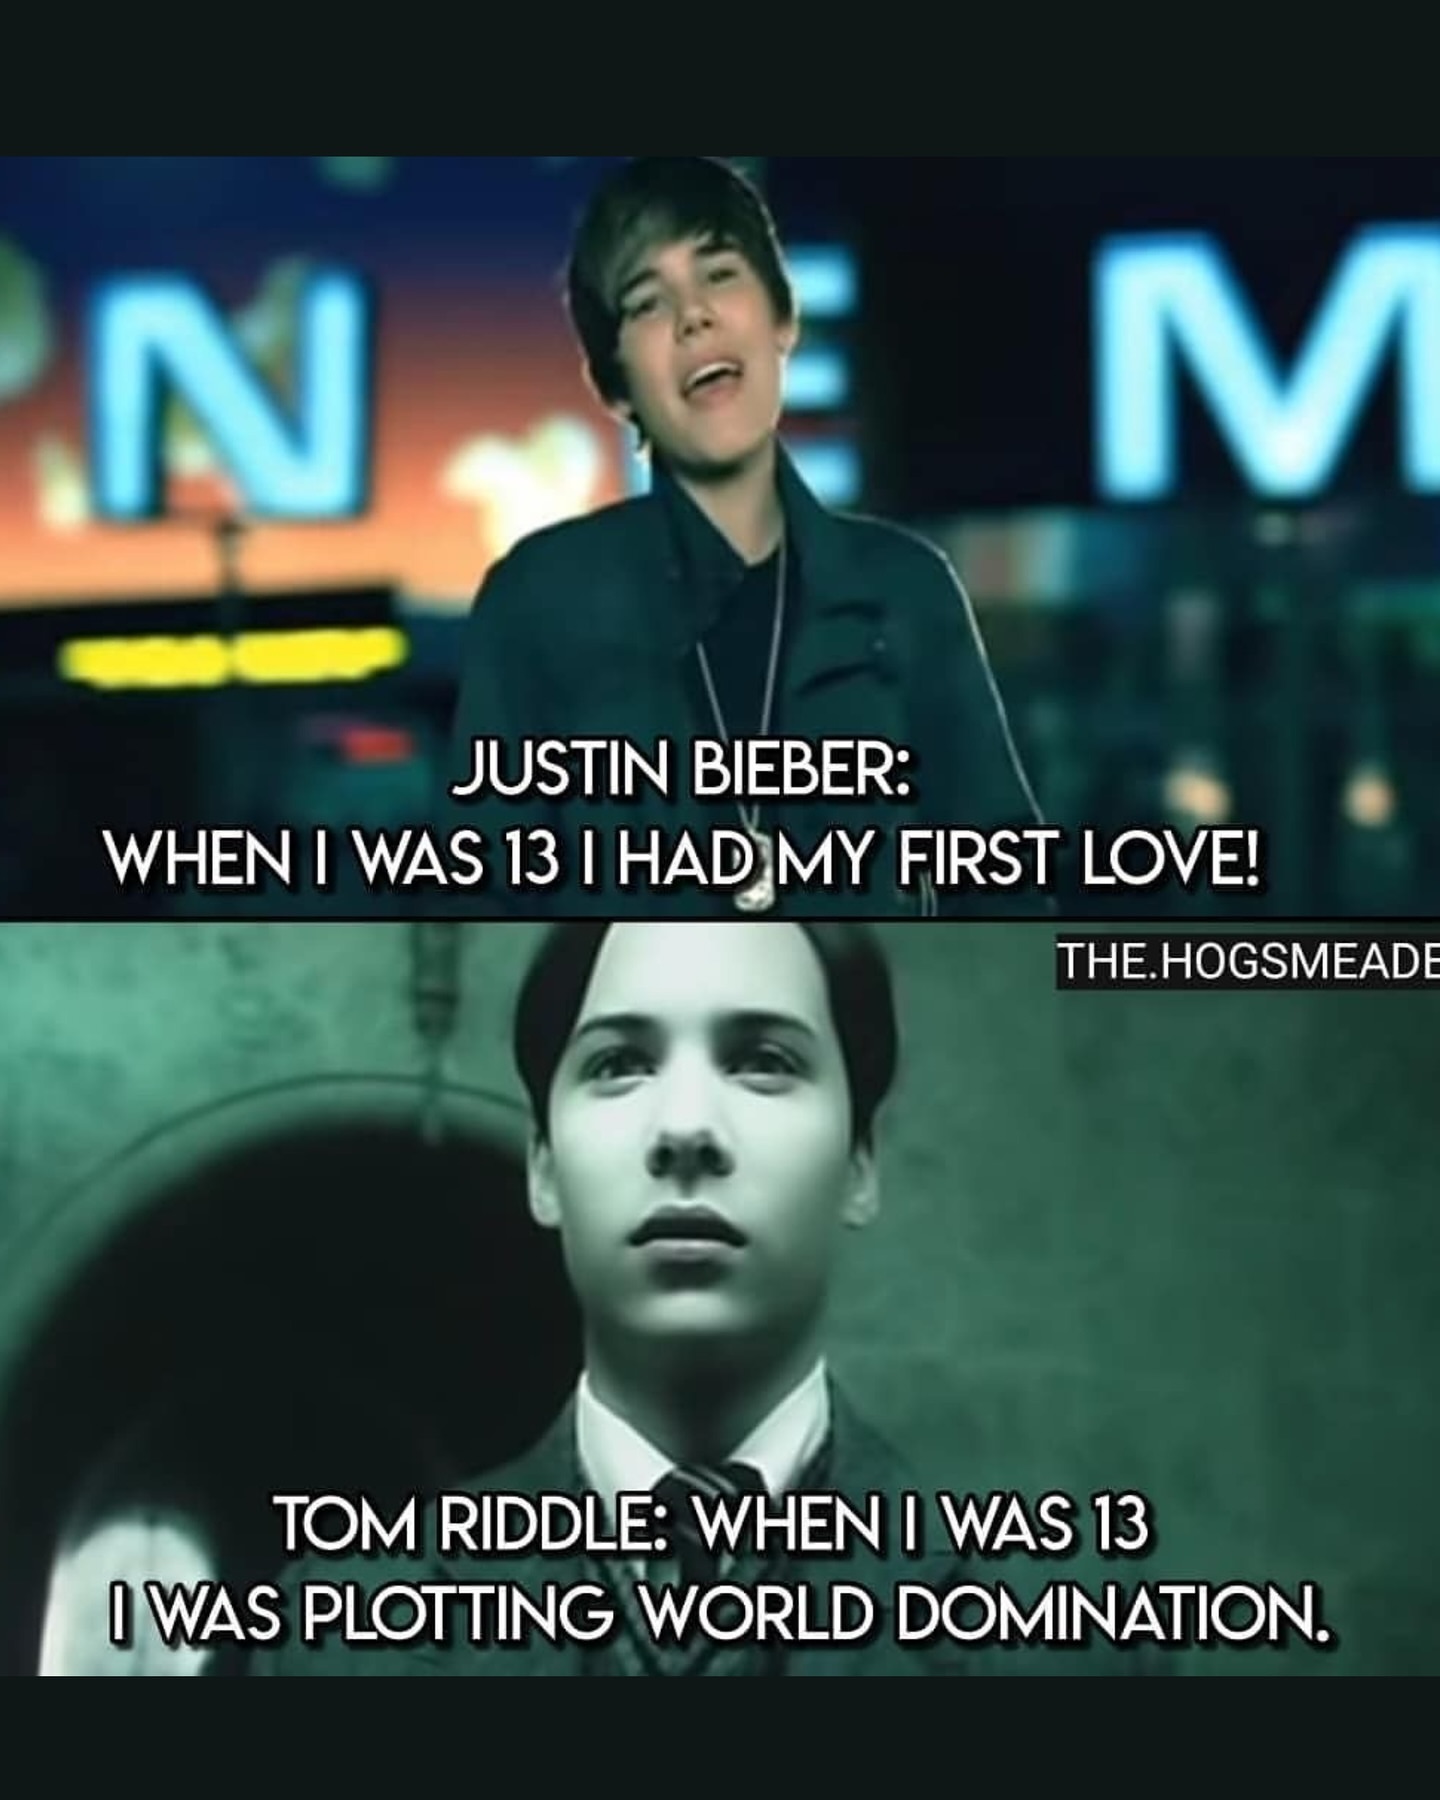 N E M
JUSTIN BIEBER:
WHEN I WAS 13 I HAD MY FIRST LOVE!
THE.HOGSMEADE
TOM RIDDLE: WHEN I WAS 13
I WAS PLOTTING WORLD DOMINATION.